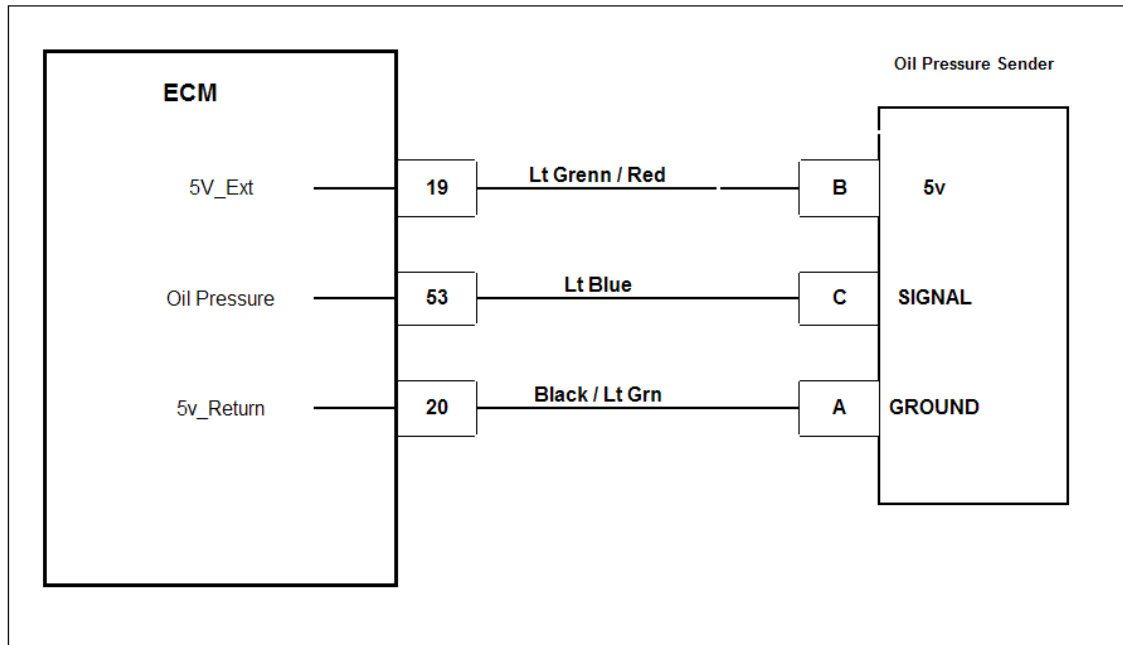 Oil Pressure Sender
ECM
5V_Ext 19 Lt Grenn / Red B 5v
Oil Pressure 53 Lt Blue C SIGNAL
5v_Return 20 Black / Lt Grn A GROUND